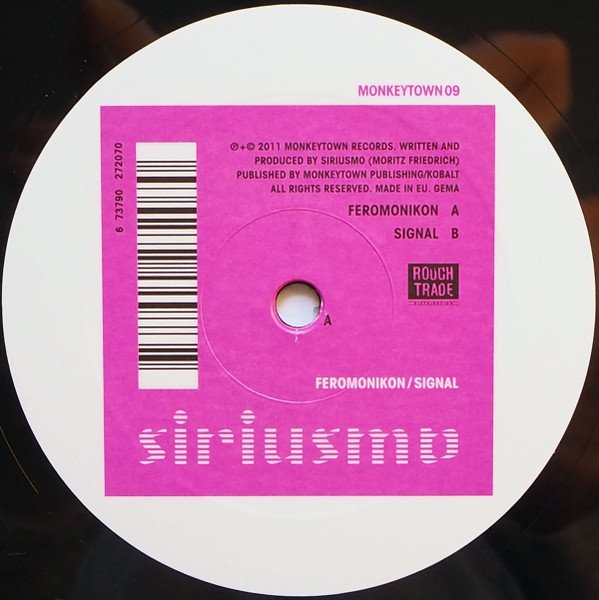 MONKEYTOWN 09
℗+© 2011 MONKEYTOWN RECORDS. WRITTEN AND
PRODUCED BY SIRIUSMO (MORITZ FRIEDRICH)
PUBLISHED BY MONKEYTOWN PUBLISHING/KOBALT
ALL RIGHTS RESERVED. MADE IN EU. GEMA
FEROMONIKON A
SIGNAL B
6 73790 272070
ROUGH
TRADE
DISTRIBUTION
A
FEROMONIKON/SIGNAL
siriusmo